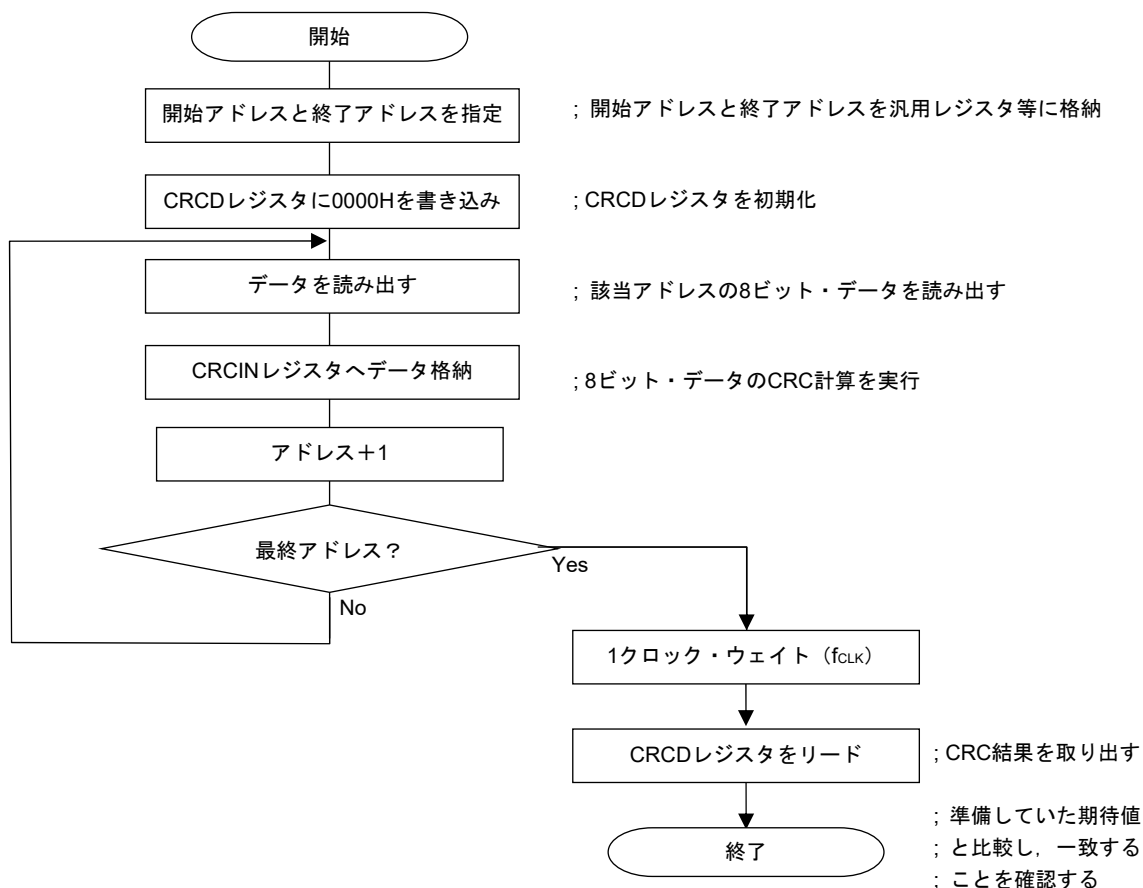 開始
開始アドレスと終了アドレスを指定
; 開始アドレスと終了アドレスを汎用レジスタ等に格納
CRCDレジスタに0000Hを書き込み
; CRCDレジスタを初期化
データを読み出す
; 該当アドレスの8ビット・データを読み出す
CRCINレジスタへデータ格納
; 8ビット・データのCRC計算を実行
アドレス＋1
最終アドレス？
Yes
No
1クロック・ウェイト（fCLK）
CRCDレジスタをリード
; CRC結果を取り出す
; 準備していた期待値
終了
; と比較し，一致する
; ことを確認する